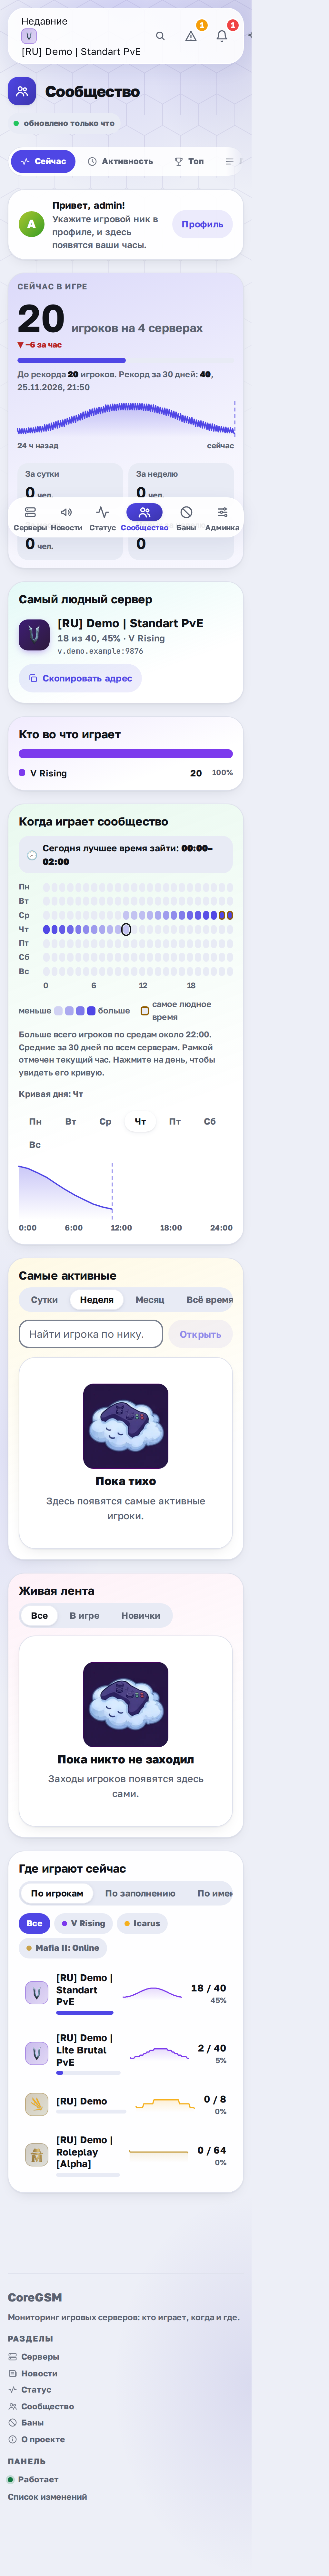 Недавние
[RU] Demo | Standart PvE
1
1
Сообщество
обновлено только что
Сейчас
Активность
Топ
Привет, admin!
A
Укажите игровой ник в
профиле, и здесь
появятся ваши часы.
Профиль
СЕЙЧАС В ИГРЕ
20 игроков на 4 серверах
▼ −6 за час
До рекорда 20 игроков. Рекорд за 30 дней: 40,
25.11.2026, 21:50
24 ч назад
сейчас
За сутки
0 чел.
За неделю
0 чел.
Серверы
Новости
Статус
Сообщество
Баны
Админка
0 чел.
0
Самый людный сервер
[RU] Demo | Standart PvE
18 из 40, 45% · V Rising
v.demo.example:9876
Скопировать адрес
Кто во что играет
V Rising
20
100%
Когда играет сообщество
Сегодня лучшее время зайти: 00:00–
02:00
Пн
Вт
Ср
Чт
Пт
Сб
Вс
0
6
12
18
меньше
больше
самое людное
время
Больше всего игроков по средам около 22:00.
Средние за 30 дней по всем серверам. Рамкой
отмечен текущий час. Нажмите на день, чтобы
увидеть его кривую.
Кривая дня: Чт
Пн
Вт
Ср
Чт
Пт
Сб
Вс
0:00
6:00
12:00
18:00
24:00
Самые активные
Сутки
Неделя
Месяц
Всё время
Найти игрока по нику.
Открыть
Пока тихо
Здесь появятся самые активные
игроки.
Живая лента
Все
В игре
Новички
Пока никто не заходил
Заходы игроков появятся здесь
сами.
Где играют сейчас
По игрокам
По заполнению
Все
V Rising
Icarus
Mafia II: Online
[RU] Demo |
Standart
PvE
18 / 40
45%
[RU] Demo |
Lite Brutal
PvE
2 / 40
5%
[RU] Demo
0 / 8
0%
[RU] Demo |
Roleplay
[Alpha]
0 / 64
0%
CoreGSM
Мониторинг игровых серверов: кто играет, когда и где.
РАЗДЕЛЫ
Серверы
Новости
Статус
Сообщество
Баны
О проекте
ПАНЕЛЬ
Работает
Список изменений